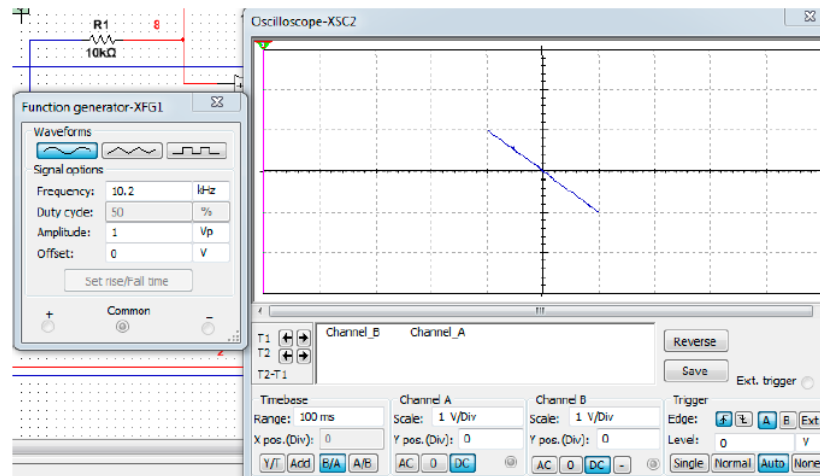 R1
8
10kΩ
Oscilloscope-XSC2
Function generator-XFG1
Waveforms
Signal options
Frequency: 10.2 kHz
Duty cycle: 50 %
Amplitude: 1 Vp
Offset: 0 V
Set rise/Fall time
+ Common −
2
T1
T2
T2-T1
Channel_B Channel_A
Reverse
Save
Ext. trigger
Timebase
Range: 100 ms
X pos.(Div): 0
Y/T Add B/A A/B
Channel A
Scale: 1 V/Div
Y pos.(Div): 0
AC 0 DC
Channel B
Scale: 1 V/Div
Y pos.(Div): 0
AC 0 DC -
Trigger
Edge: A B Ext
Level: 0 V
Single Normal Auto None